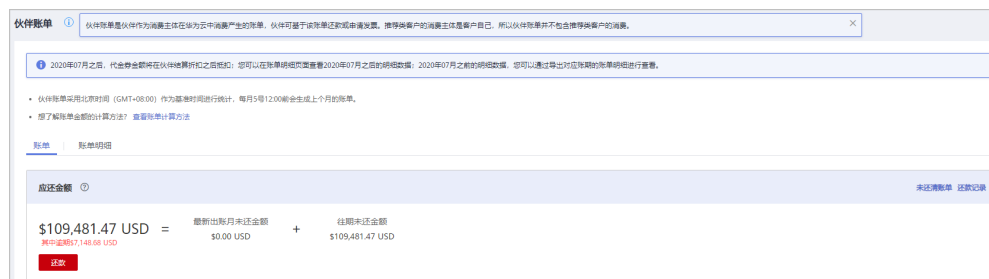 伙伴账单
伙伴账单是伙伴作为消费主体在华为云中消费产生的账单，伙伴可基于该账单还款或申请发票。推荐类客户的消费主体是客户自己，所以伙伴账单并不包含推荐类客户的消费。
2020年07月之后，代金券金额将在伙伴结算折扣之后抵扣；您可以在账单明细页面查看2020年07月之后的明细数据；2020年07月之前的明细数据，您可以通过导出对应账期的账单明细进行查看。
• 伙伴账单采用北京时间（GMT+08:00）作为基准时间进行统计，每月5号12:00前会生成上个月的账单。
• 想了解账单金额的计算方法？ 查看账单计算方法
账单 账单明细
应还金额 未还清账单 还款记录
最新出账月未还金额 往期未还金额
$109,481.47 USD = $0.00 USD + $109,481.47 USD
其中逾期$7,148.68 USD
还款